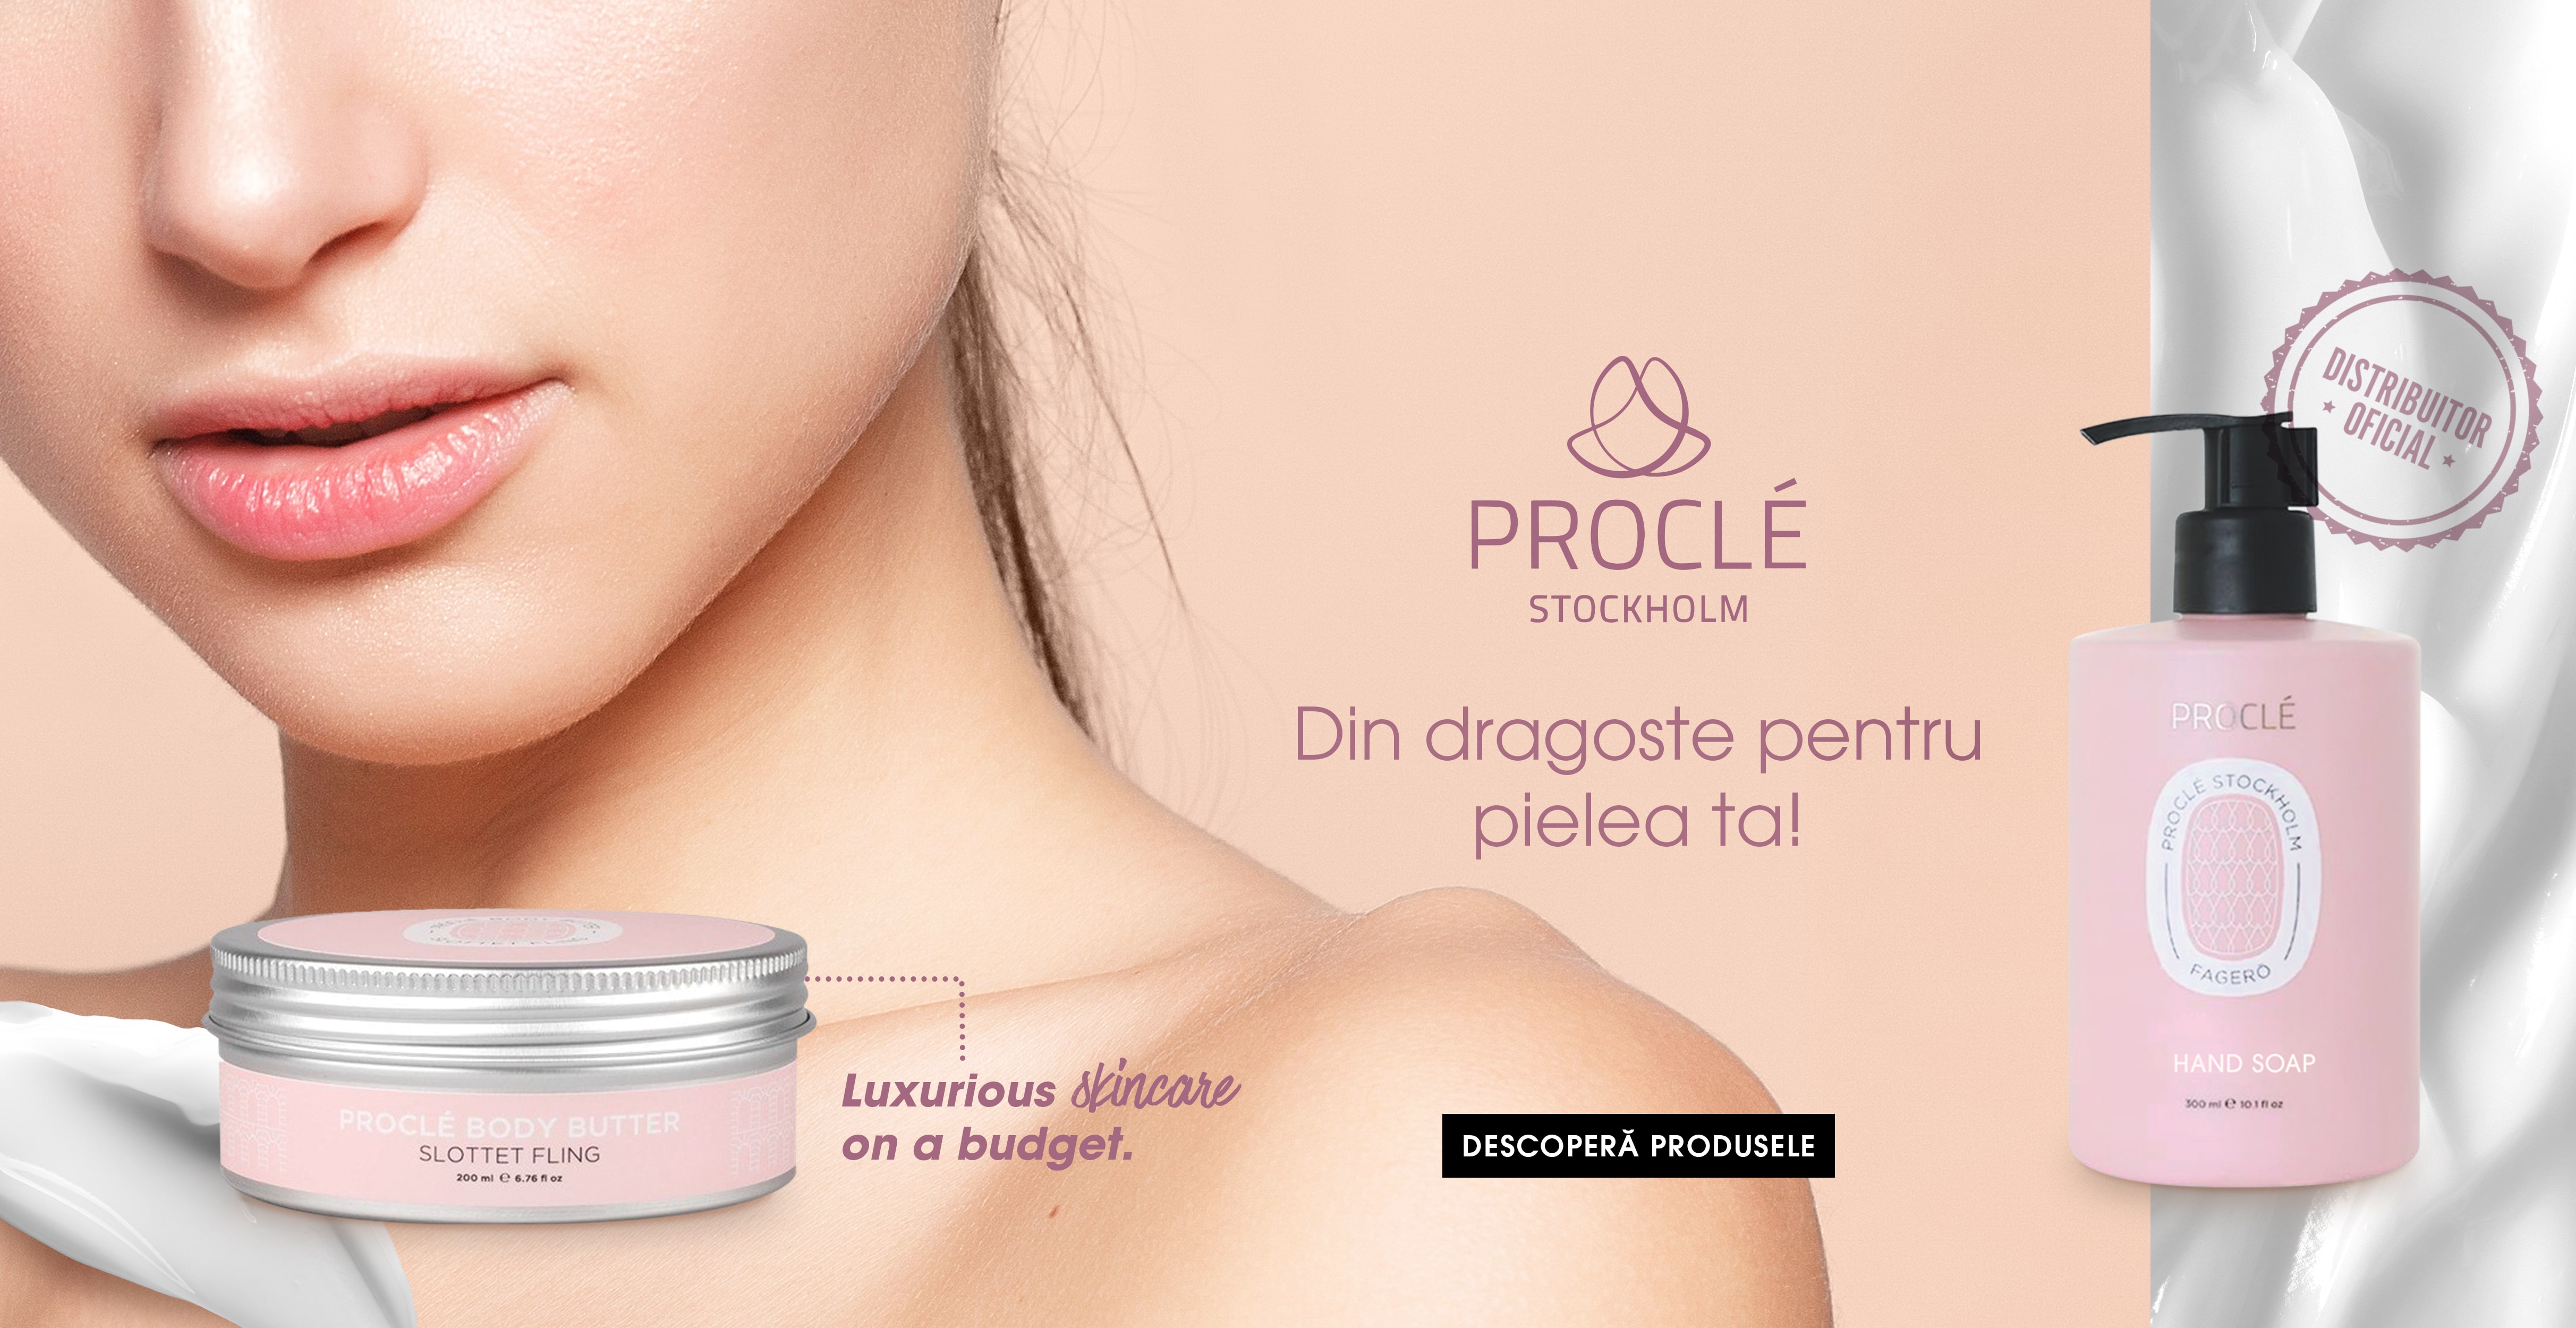 PROCLÉ
STOCKHOLM
Din dragoste pentru
pielea ta!
DESCOPERĂ PRODUSELE
Luxurious skincare
on a budget.
PROCLÉ BODY BUTTER
SLOTTET FLING
200 ml ℮ 6.76 fl oz
DISTRIBUITOR
OFICIAL
PROCLÉ
PROCLÉ STOCKHOLM
FAGERÖ
HAND SOAP
300 ml ℮ 10.1 fl oz